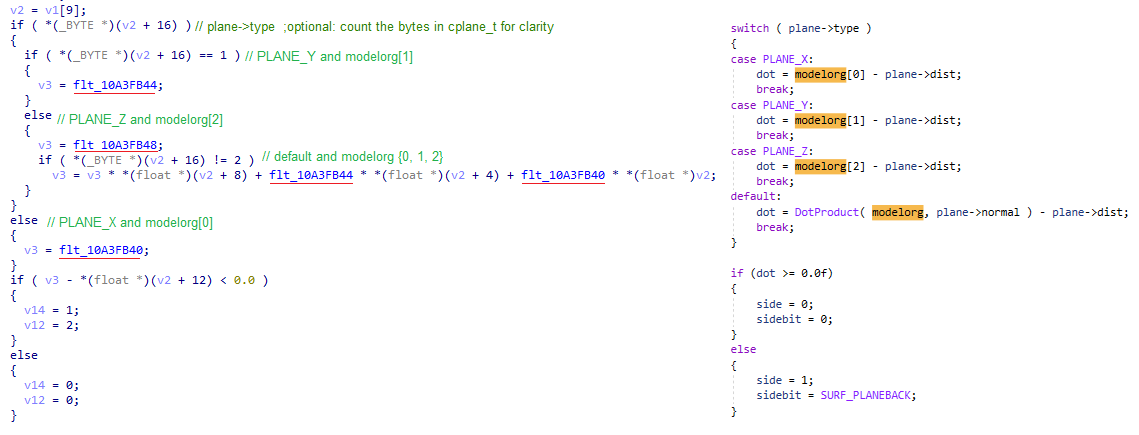 v2 = v1[9];
if ( *(_BYTE *)(v2 + 16) ) // plane->type ;optional: count the bytes in cplane_t for clarity
{
if ( *(_BYTE *)(v2 + 16) == 1 ) // PLANE_Y and modelorg[1]
{
v3 = flt_10A3FB44;
}
else // PLANE_Z and modelorg[2]
{
v3 = flt_10A3FB48;
if ( *(_BYTE *)(v2 + 16) != 2 ) // default and modelorg {0, 1, 2}
v3 = v3 * *(float *)(v2 + 8) + flt_10A3FB44 * *(float *)(v2 + 4) + flt_10A3FB40 * *(float *)v2;
}
}
else // PLANE_X and modelorg[0]
{
v3 = flt_10A3FB40;
}
if ( v3 - *(float *)(v2 + 12) < 0.0 )
{
v14 = 1;
v12 = 2;
}
else
{
v14 = 0;
v12 = 0;
}
switch ( plane->type )
{
case PLANE_X:
dot = modelorg[0] - plane->dist;
break;
case PLANE_Y:
dot = modelorg[1] - plane->dist;
break;
case PLANE_Z:
dot = modelorg[2] - plane->dist;
break;
default:
dot = DotProduct( modelorg, plane->normal ) - plane->dist;
break;
}
if (dot >= 0.0f)
{
side = 0;
sidebit = 0;
}
else
{
side = 1;
sidebit = SURF_PLANEBACK;
}